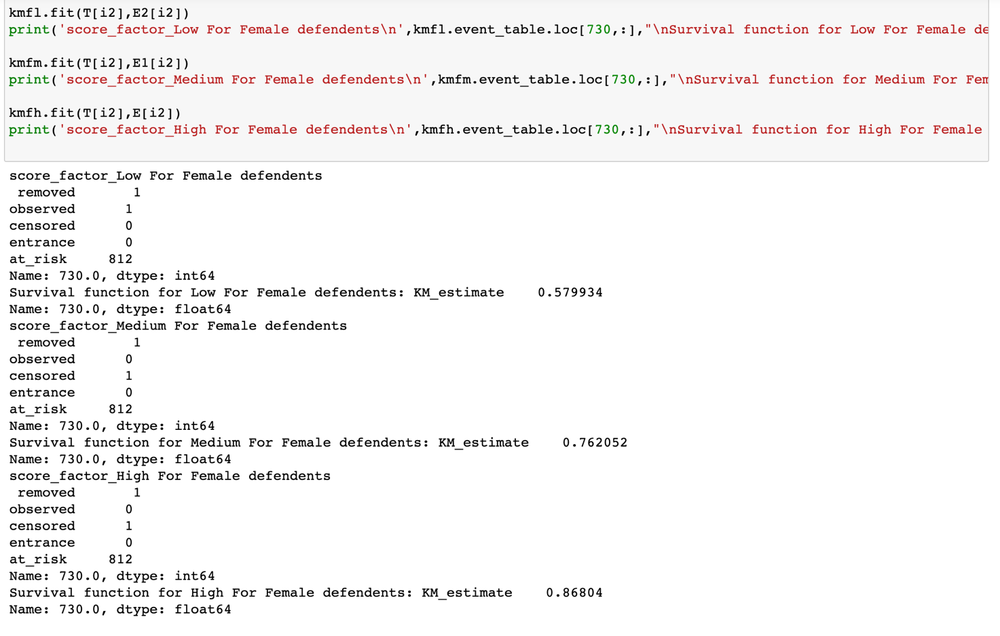 kmfl.fit(T[i2],E2[i2])
print('score_factor_Low For Female defendents\n',kmfl.event_table.loc[730,:],"\nSurvival function for Low For Female de
kmfm.fit(T[i2],E1[i2])
print('score_factor_Medium For Female defendents\n',kmfm.event_table.loc[730,:],"\nSurvival function for Medium For Fem
kmfh.fit(T[i2],E[i2])
print('score_factor_High For Female defendents\n',kmfh.event_table.loc[730,:],"\nSurvival function for High For Female
score_factor_Low For Female defendents
removed 1
observed 1
censored 0
entrance 0
at_risk 812
Name: 730.0, dtype: int64
Survival function for Low For Female defendents: KM_estimate 0.579934
Name: 730.0, dtype: float64
score_factor_Medium For Female defendents
removed 1
observed 0
censored 1
entrance 0
at_risk 812
Name: 730.0, dtype: int64
Survival function for Medium For Female defendents: KM_estimate 0.762052
Name: 730.0, dtype: float64
score_factor_High For Female defendents
removed 1
observed 0
censored 1
entrance 0
at_risk 812
Name: 730.0, dtype: int64
Survival function for High For Female defendents: KM_estimate 0.86804
Name: 730.0, dtype: float64